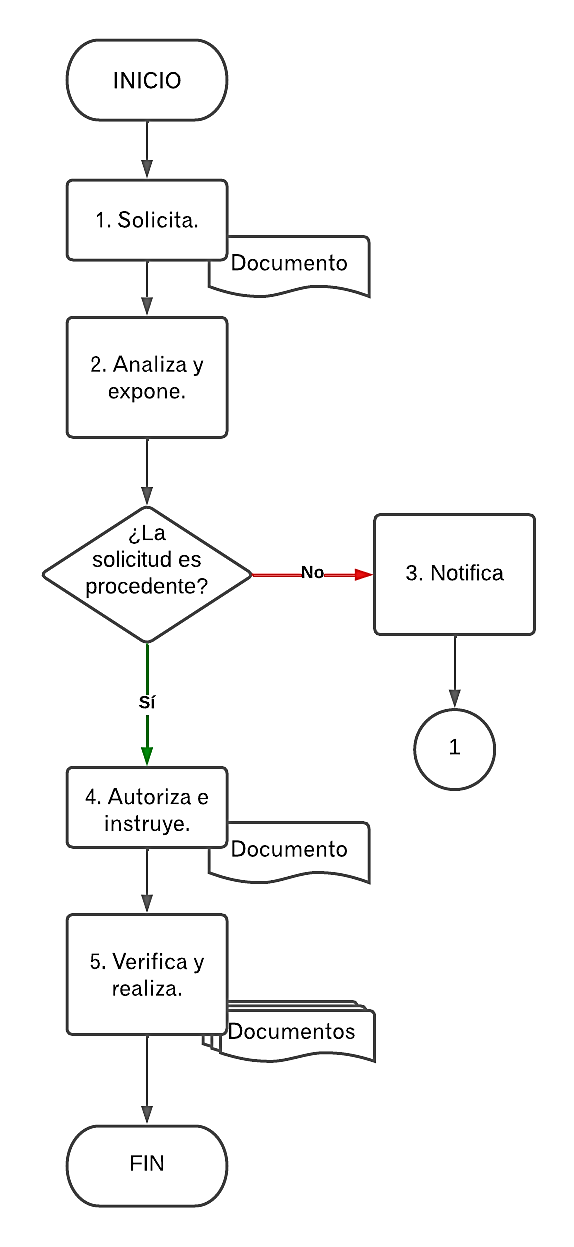 INICIO
1. Solicita.
Documento
2. Analiza y
expone.
¿La
solicitud es
procedente?
No
3. Notifica
1
Sí
4. Autoriza e
instruye.
Documento
5. Verifica y
realiza.
Documentos
FIN